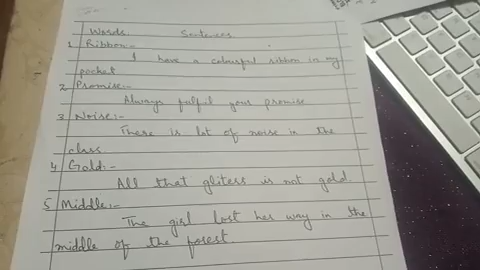 Words. Sentences
1. Ribbon:-
I have a colourful ribbon in my
pocket
2. Promise:-
Always fulfil your promise
3. Noise:-
There is lot of noise in the
class.
4. Gold:-
All that gliters is not gold.
5. Middle:-
The girl lost her way in the
middle of the forest.